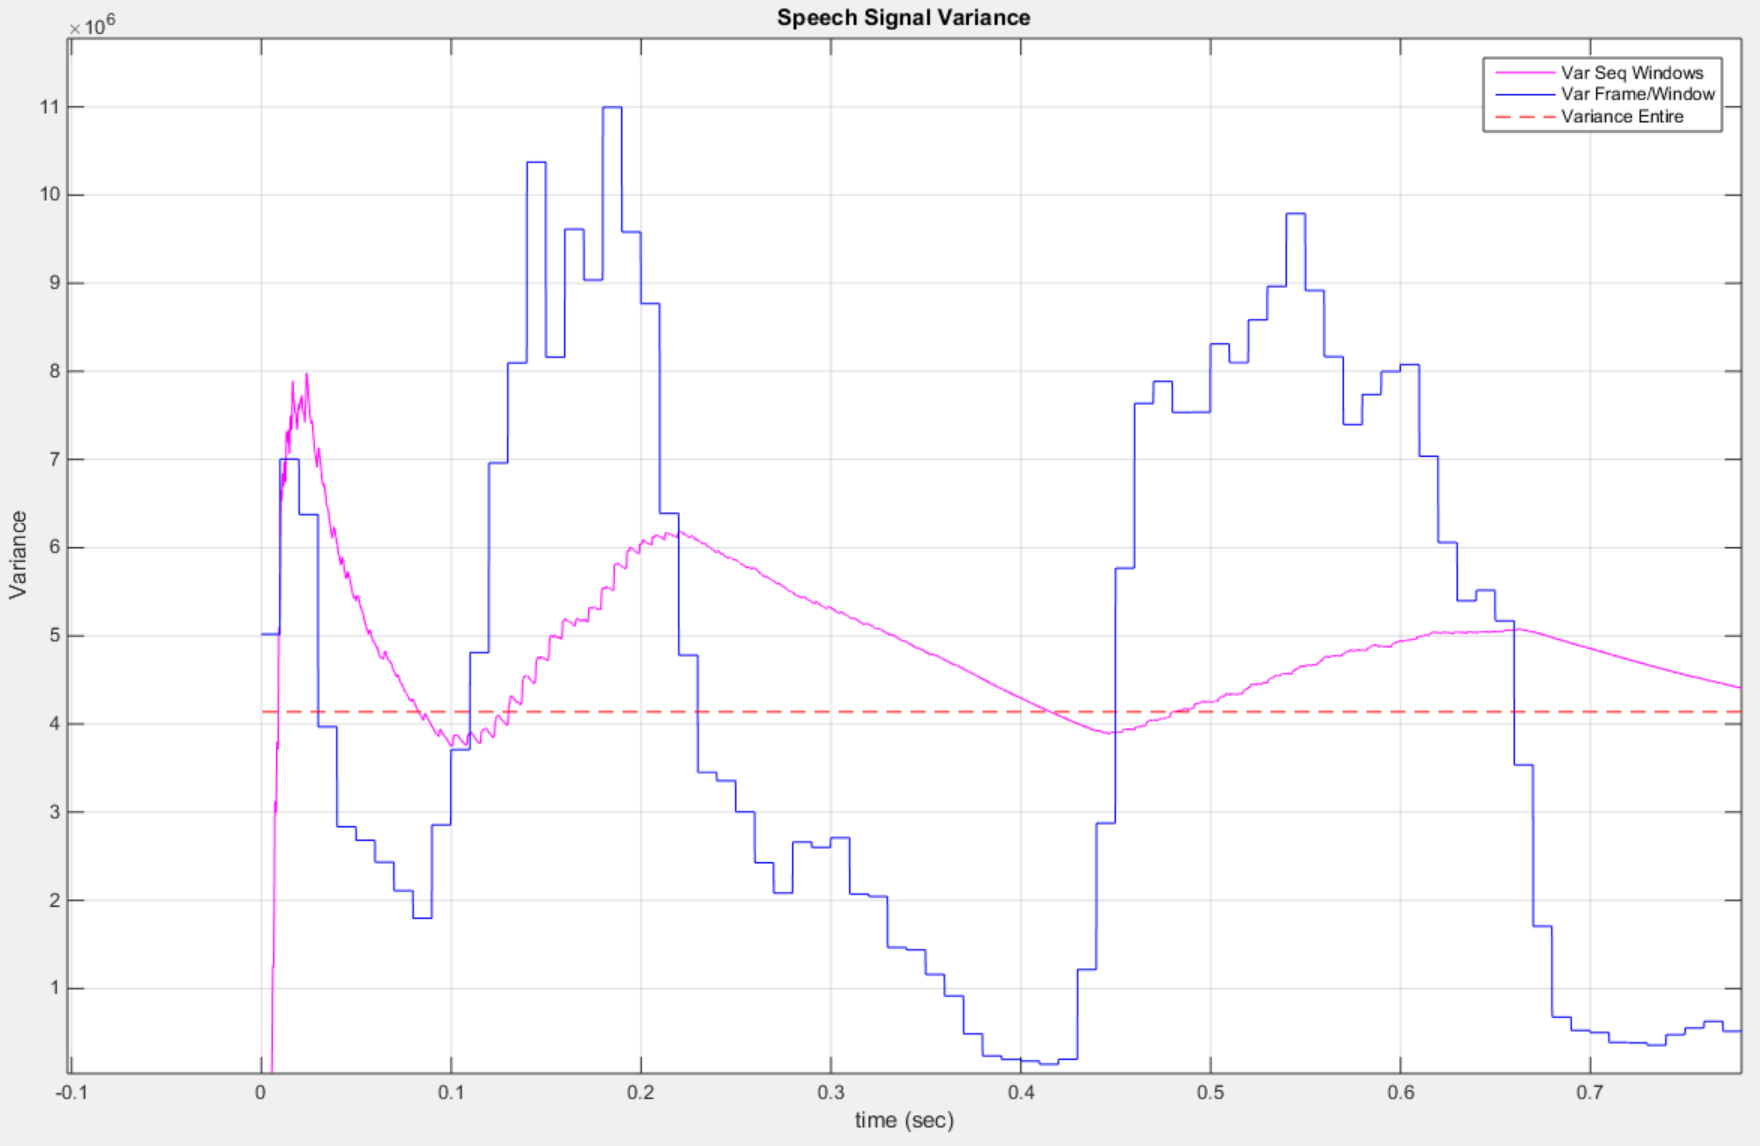 Speech Signal Variance
×10⁶
Var Seq Windows
Var Frame/Window
Variance Entire
11
10
9
8
7
6
5
4
3
2
1
Variance
-0.1 0 0.1 0.2 0.3 0.4 0.5 0.6 0.7
time (sec)